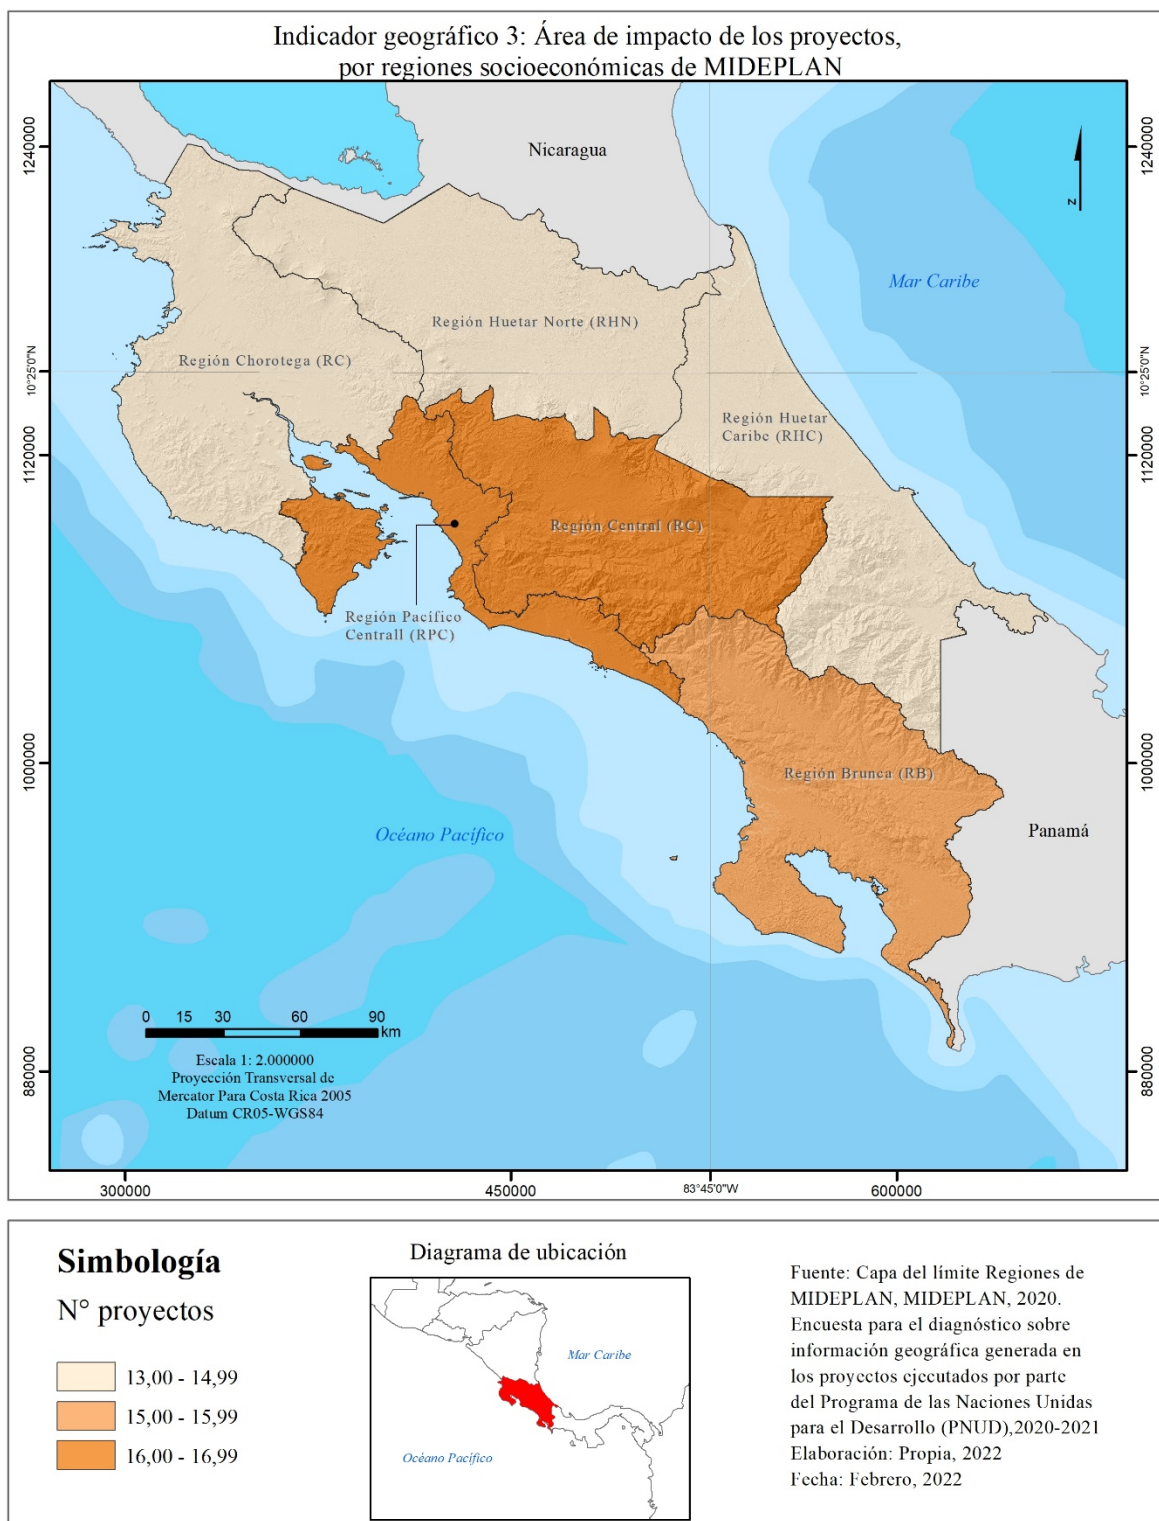 Indicador geográfico 3: Área de impacto de los proyectos,
por regiones socioeconómicas de MIDEPLAN
1240000
1240000
Nicaragua
N
Mar Caribe
Región Huetar Norte (RHN)
Región Chorotega (RC)
10°25'0"N
10°25'0"N
Región Huetar
Caribe (RHC)
1120000
1120000
Región Central (RC)
Región Pacífico
Centrall (RPC)
1000000
1000000
Región Brunca (RB)
Océano Pacífico
Panamá
0 15 30 60 90
km
Escala 1: 2.000000
Proyección Transversal de
Mercator Para Costa Rica 2005
Datum CR05-WGS84
880000
880000
300000
450000
83°45'0"W
600000
Simbología
N° proyectos
13,00 - 14,99
15,00 - 15,99
16,00 - 16,99
Diagrama de ubicación
Mar Caribe
Océano Pacífico
Fuente: Capa del límite Regiones de
MIDEPLAN, MIDEPLAN, 2020.
Encuesta para el diagnóstico sobre
información geográfica generada en
los proyectos ejecutados por parte
del Programa de las Naciones Unidas
para el Desarrollo (PNUD),2020-2021
Elaboración: Propia, 2022
Fecha: Febrero, 2022